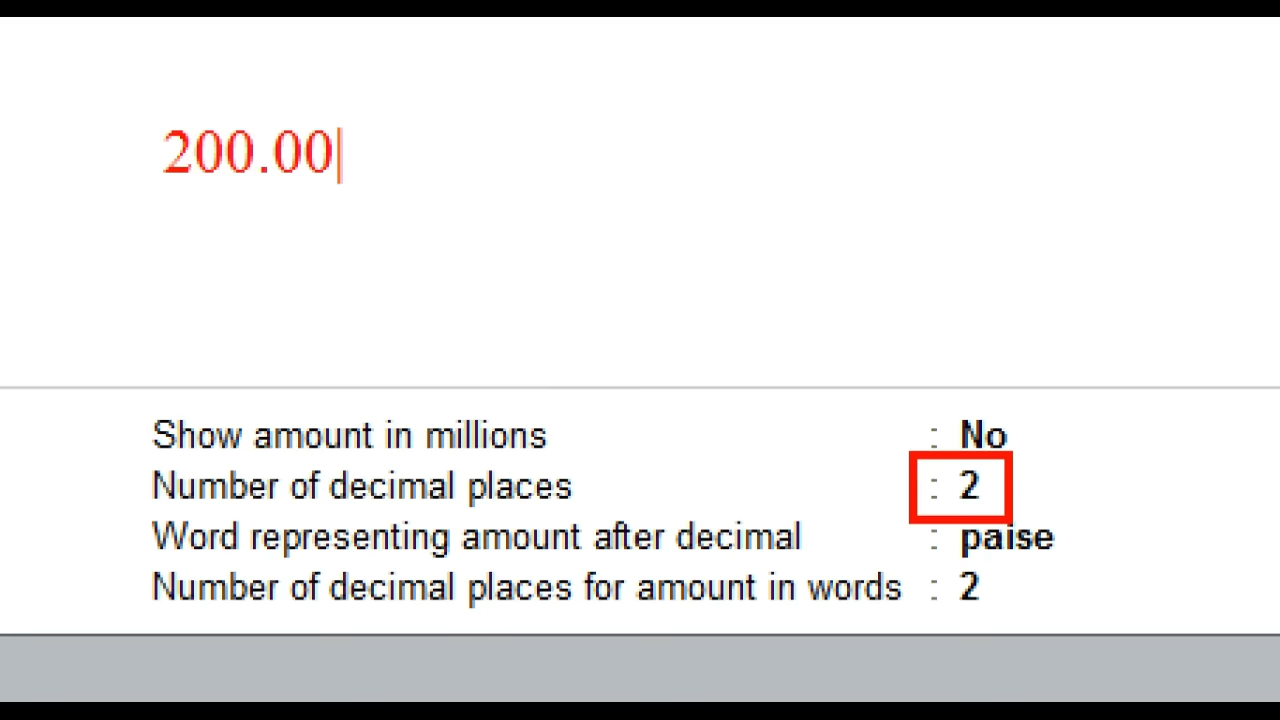 200.00
Show amount in millions : No
Number of decimal places : 2
Word representing amount after decimal : paise
Number of decimal places for amount in words : 2